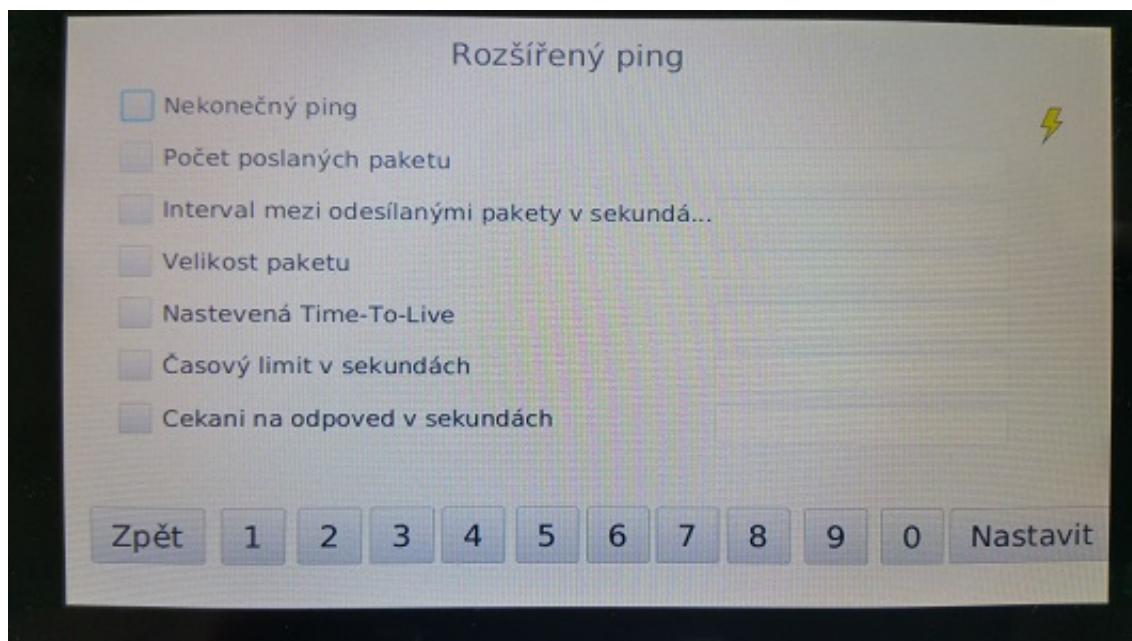 Rozšířený ping
Nekonečný ping
Počet poslaných paketu
Interval mezi odesílanými pakety v sekundá...
Velikost paketu
Nastevená Time-To-Live
Časový limit v sekundách
Cekani na odpoved v sekundách
Zpět 1 2 3 4 5 6 7 8 9 0 Nastavit